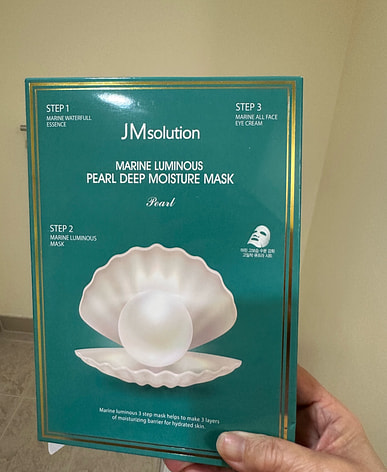 STEP 1
MARINE WATERFULL
ESSENCE
STEP 3
MARINE ALL FACE
EYE CREAM
JMsolution
MARINE LUMINOUS
PEARL DEEP MOISTURE MASK
Pearl
STEP 2
MARINE LUMINOUS
MASK
Marine luminous 3 step mask helps to make 3 layers
of moisturizing barrier for hydrated skin.